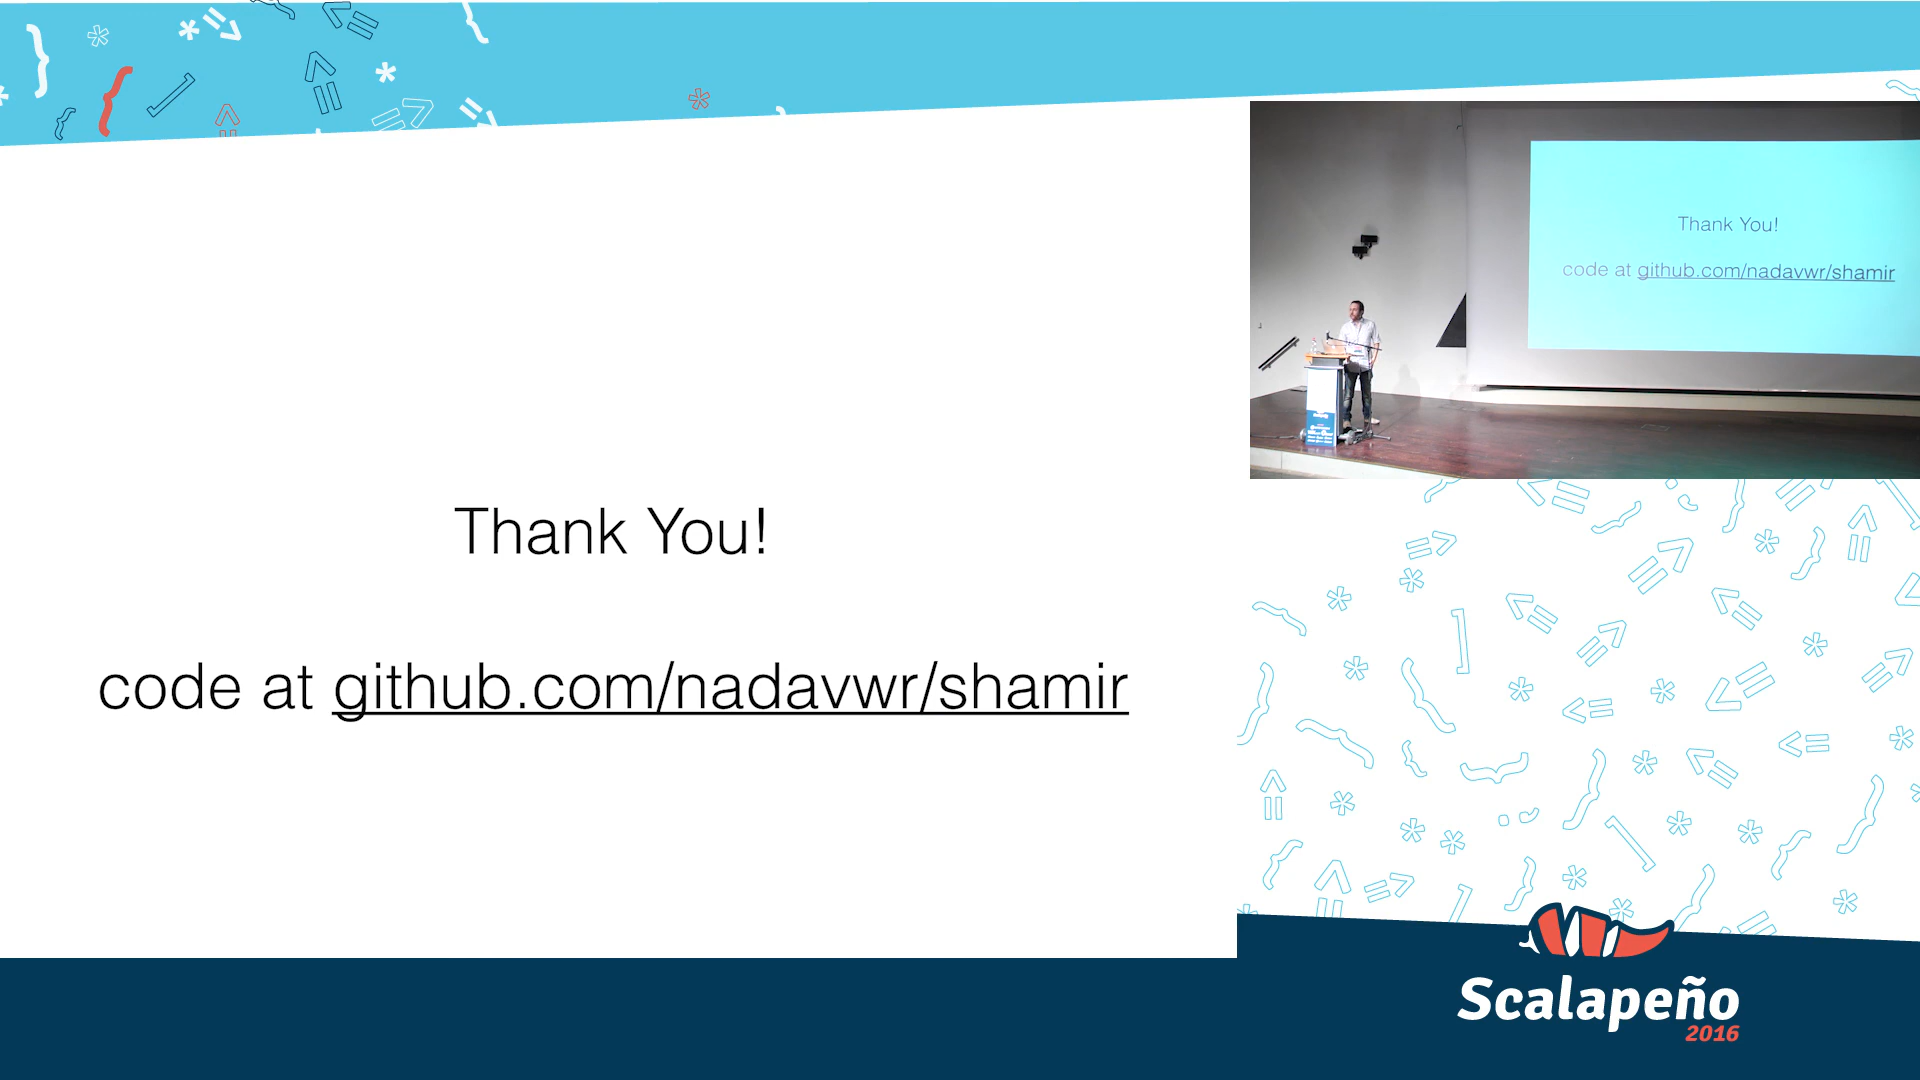 Thank You!
code at github.com/nadavwr/shamir
Thank You!
code at github.com/nadavwr/shamir
Scalapeño
2016